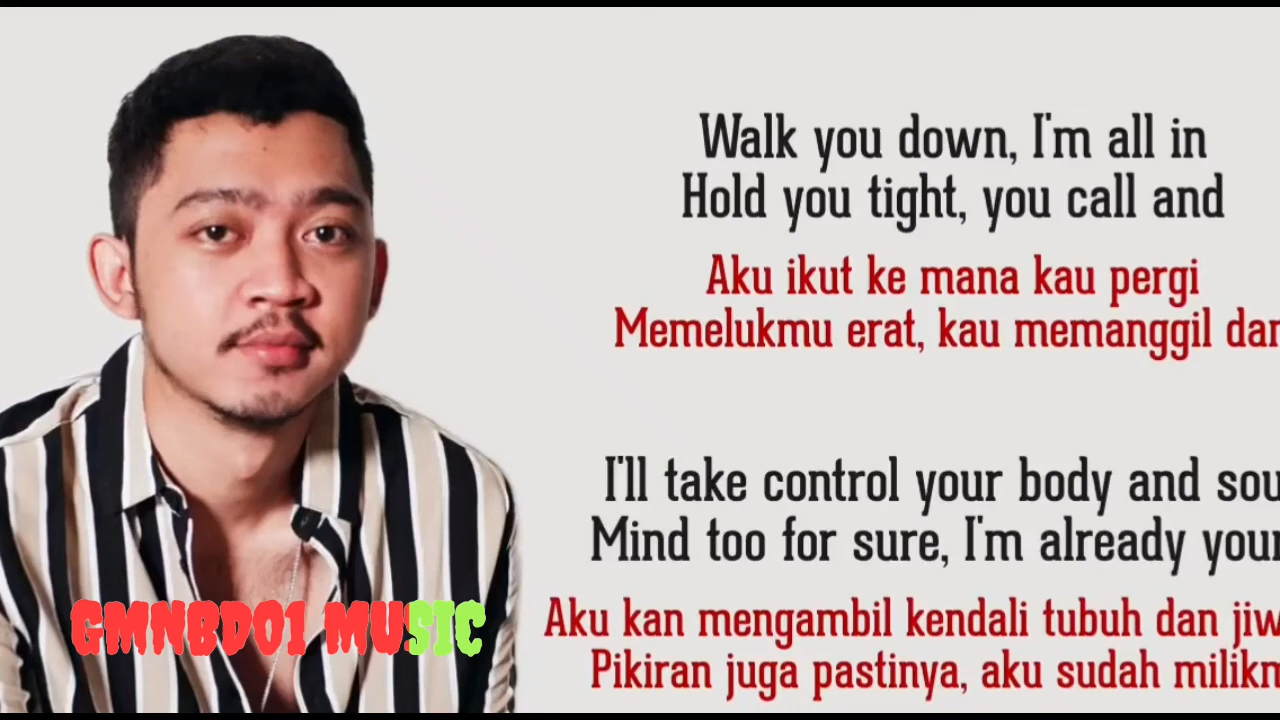 Walk you down, I'm all in
Hold you tight, you call and
Aku ikut ke mana kau pergi
Memelukmu erat, kau memanggil dan
I'll take control your body and sou
Mind too for sure, I'm already your
Aku kan mengambil kendali tubuh dan jiw
Pikiran juga pastinya, aku sudah milikn
GMNBD01 MUSIC